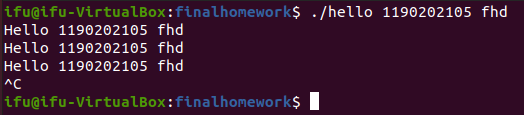 ifu@ifu-VirtualBox:finalhomework$ ./hello 1190202105 fhd
Hello 1190202105 fhd
Hello 1190202105 fhd
Hello 1190202105 fhd
^C
ifu@ifu-VirtualBox:finalhomework$